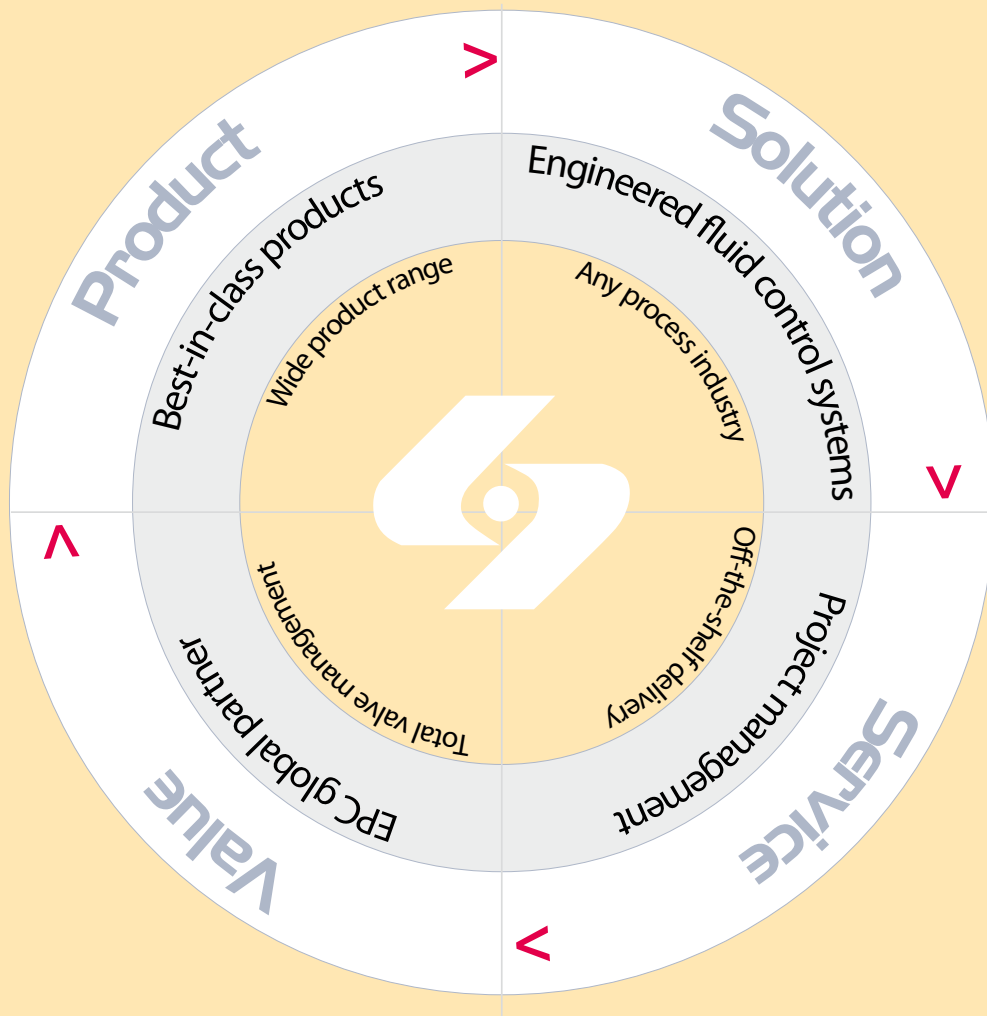 Product
Best-in-class products
Wide product range
>
Solution
Engineered fluid control systems
Any process industry
>
Service
Project management
Off-the-shelf delivery
>
Value
EPC global partner
Total valve management
>